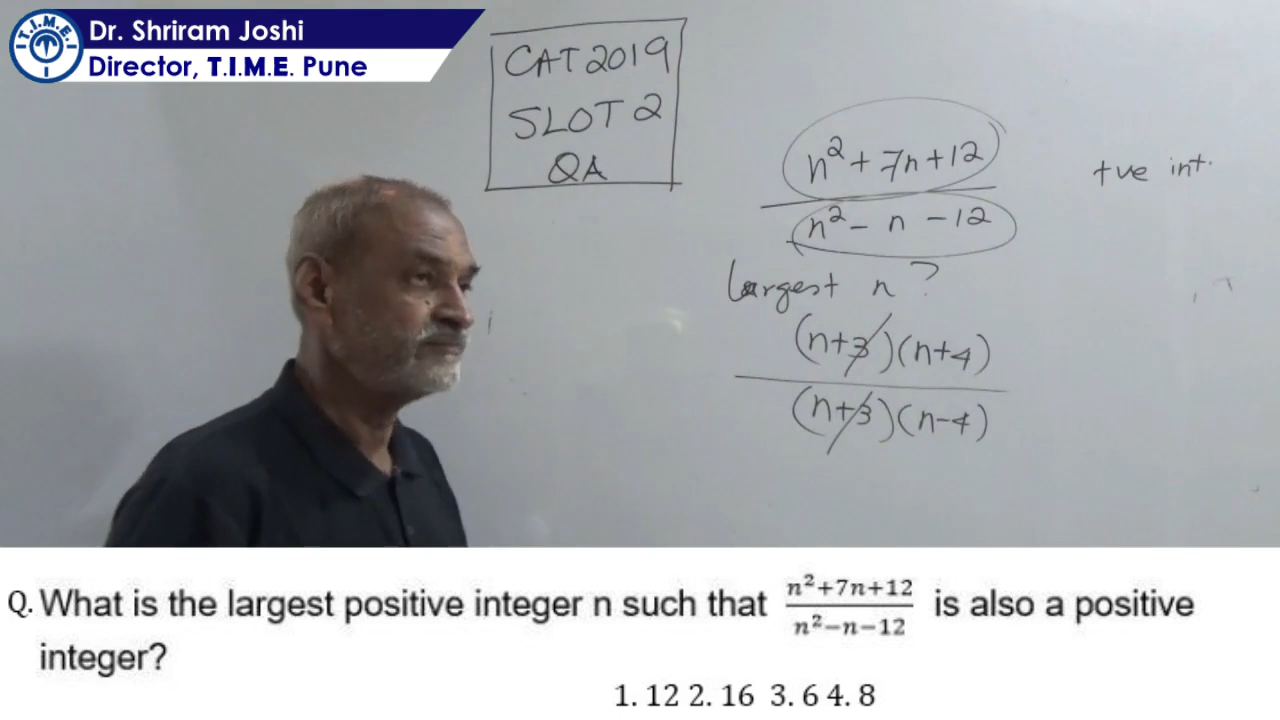 T.I.M.E.
Dr. Shriram Joshi
Director, T.I.M.E. Pune
CAT 2019
SLOT 2
QA
n²+7n+12
n²-n-12
+ve int.
largest n?
(n+3)(n+4)
(n+3)(n-4)
Q. What is the largest positive integer n such that n²+7n+12 / n²−n−12 is also a positive
integer?
1. 12 2. 16 3. 6 4. 8